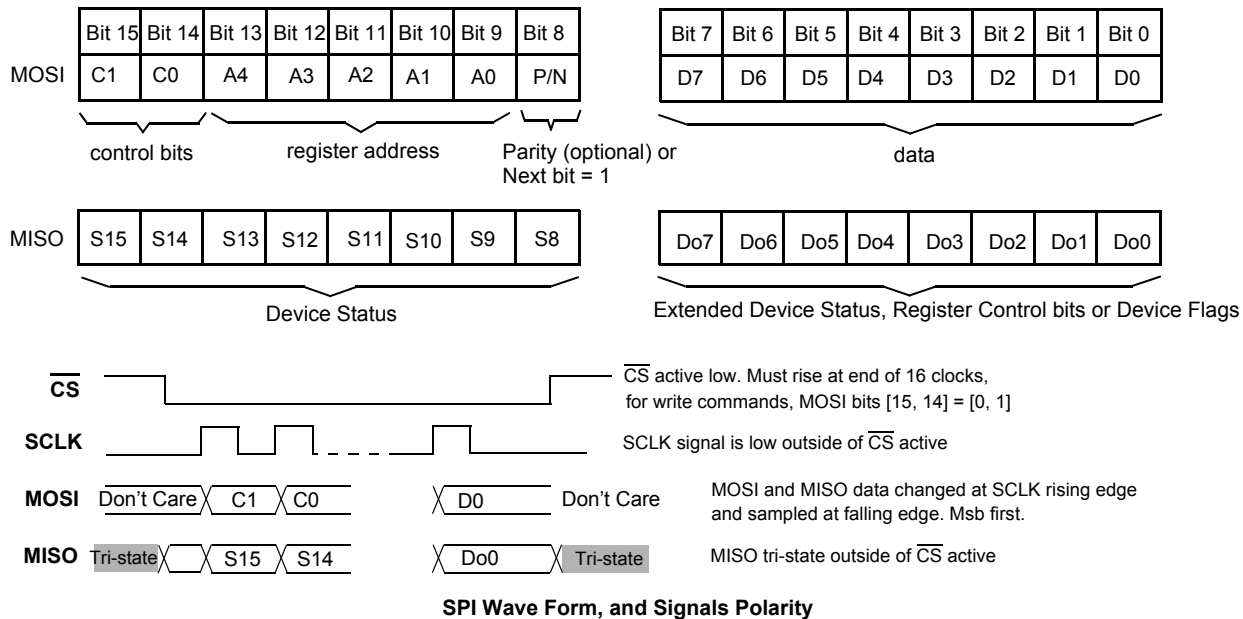 Bit 15 Bit 14 Bit 13 Bit 12 Bit 11 Bit 10 Bit 9 Bit 8 Bit 7 Bit 6 Bit 5 Bit 4 Bit 3 Bit 2 Bit 1 Bit 0
MOSI C1 C0 A4 A3 A2 A1 A0 P/N D7 D6 D5 D4 D3 D2 D1 D0
control bits register address Parity (optional) or data
Next bit = 1
MISO S15 S14 S13 S12 S11 S10 S9 S8 Do7 Do6 Do5 Do4 Do3 Do2 Do1 Do0
Device Status Extended Device Status, Register Control bits or Device Flags
CS CS active low. Must rise at end of 16 clocks,
for write commands, MOSI bits [15, 14] = [0, 1]
SCLK SCLK signal is low outside of CS active
MOSI Don't Care C1 C0 D0 Don't Care MOSI and MISO data changed at SCLK rising edge
and sampled at falling edge. Msb first.
MISO Tri-state S15 S14 Do0 Tri-state MISO tri-state outside of CS active
SPI Wave Form, and Signals Polarity